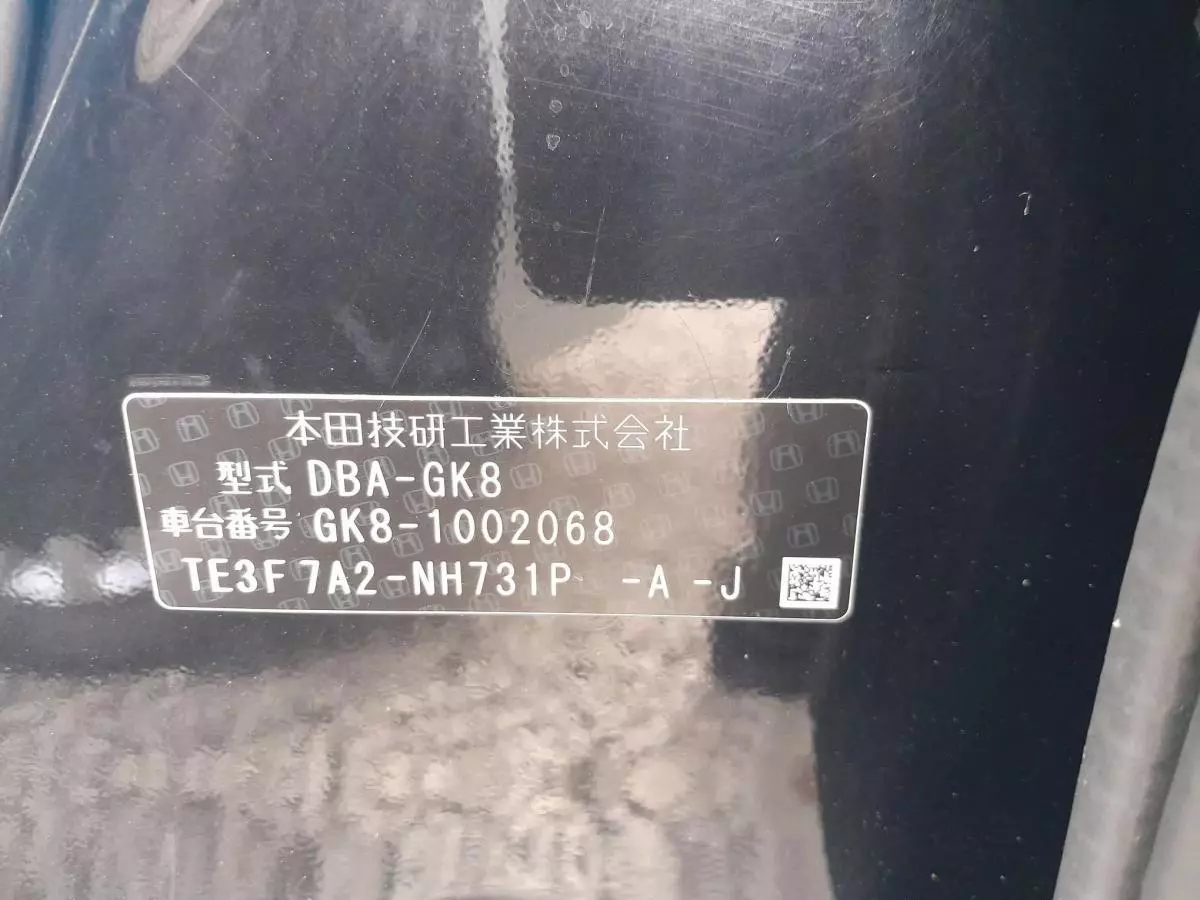 本田技研工業株式会社
型式 DBA-GK8
車台番号 GK8-1002068
TE3F 7A2-NH731P -A -J